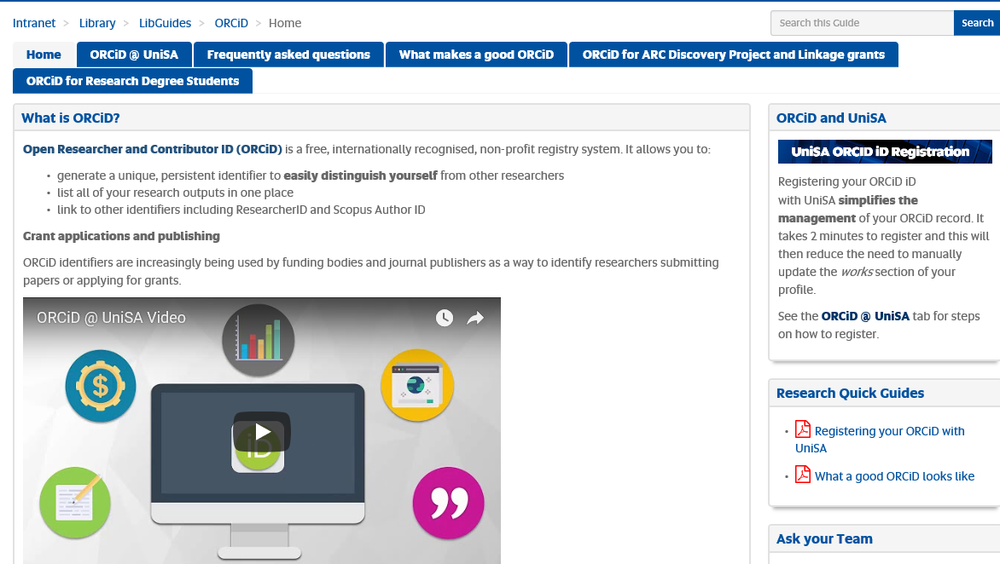 Intranet > Library > LibGuides > ORCiD > Home
Search this Guide
Search
Home
ORCiD @ UniSA
Frequently asked questions
What makes a good ORCiD
ORCiD for ARC Discovery Project and Linkage grants
ORCiD for Research Degree Students
What is ORCiD?
Open Researcher and Contributor ID (ORCiD) is a free, internationally recognised, non-profit registry system. It allows you to:
• generate a unique, persistent identifier to easily distinguish yourself from other researchers
• list all of your research outputs in one place
• link to other identifiers including ResearcherID and Scopus Author ID
Grant applications and publishing
ORCiD identifiers are increasingly being used by funding bodies and journal publishers as a way to identify researchers submitting
papers or applying for grants.
ORCiD @ UniSA Video
$
iD
ORCiD and UniSA
UniSA ORCID iD Registration
Registering your ORCiD iD
with UniSA simplifies the
management of your ORCiD record. It
takes 2 minutes to register and this will
then reduce the need to manually
update the works section of your
profile.
See the ORCiD @ UniSA tab for steps
on how to register.
Research Quick Guides
• Registering your ORCiD with
UniSA
• What a good ORCiD looks like
Ask your Team